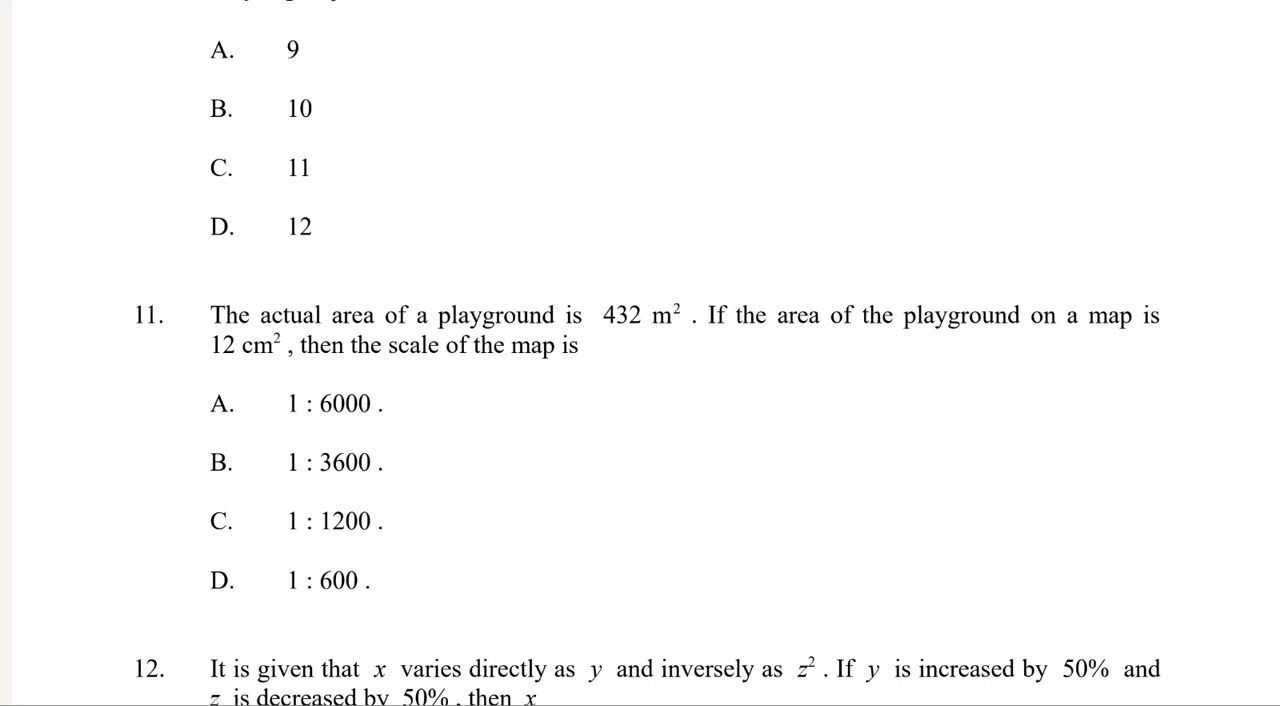 A. 9
B. 10
C. 11
D. 12
11. The actual area of a playground is 432 m² . If the area of the playground on a map is
12 cm² , then the scale of the map is
A. 1 : 6000 .
B. 1 : 3600 .
C. 1 : 1200 .
D. 1 : 600 .
12. It is given that x varies directly as y and inversely as z² . If y is increased by 50% and
z is decreased by 50% , then x